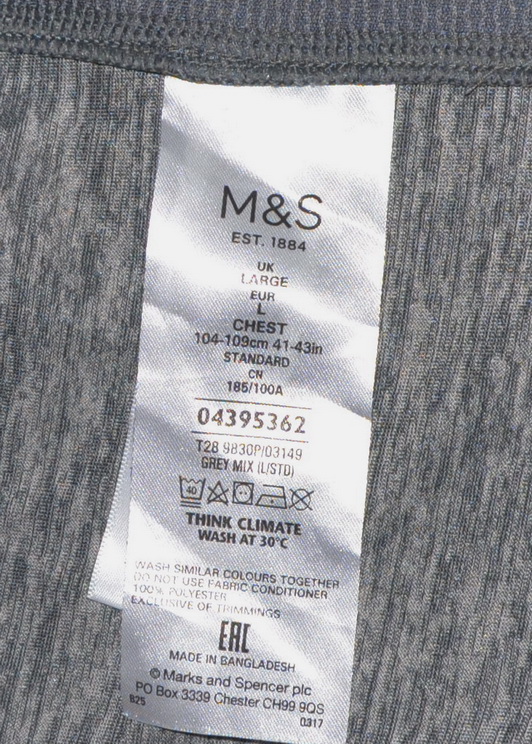 M&S
EST. 1884
UK
LARGE
EUR
L
CHEST
104-109cm 41-43in
STANDARD
CN
185/100A
04395362
T28 9830P/03149
GREY MIX (L/STD)
40
THINK CLIMATE
WASH AT 30°C
WASH SIMILAR COLOURS TOGETHER
DO NOT USE FABRIC CONDITIONER
100% POLYESTER
EXCLUSIVE OF TRIMMINGS
EAC
MADE IN BANGLADESH
© Marks and Spencer plc
PO Box 3339 Chester CH99 9QS
825 0317